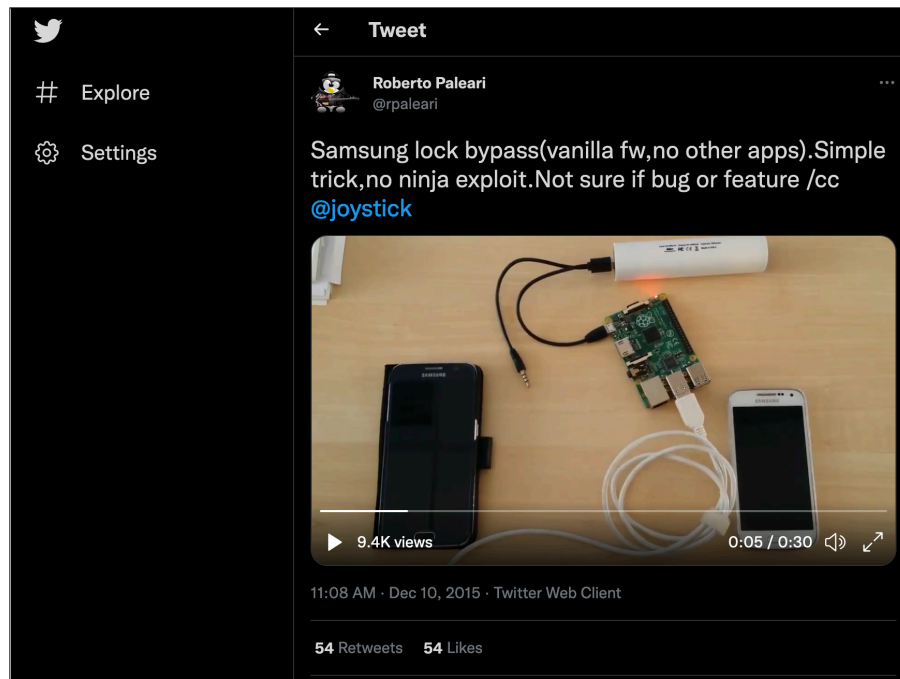 Tweet
Explore
Settings
Roberto Paleari
@rpaleari
Samsung lock bypass(vanilla fw,no other apps).Simple
trick,no ninja exploit.Not sure if bug or feature /cc
@joystick
SAMSUNG
SAMSUNG
9.4K views
0:05 / 0:30
11:08 AM · Dec 10, 2015 · Twitter Web Client
54 Retweets 54 Likes